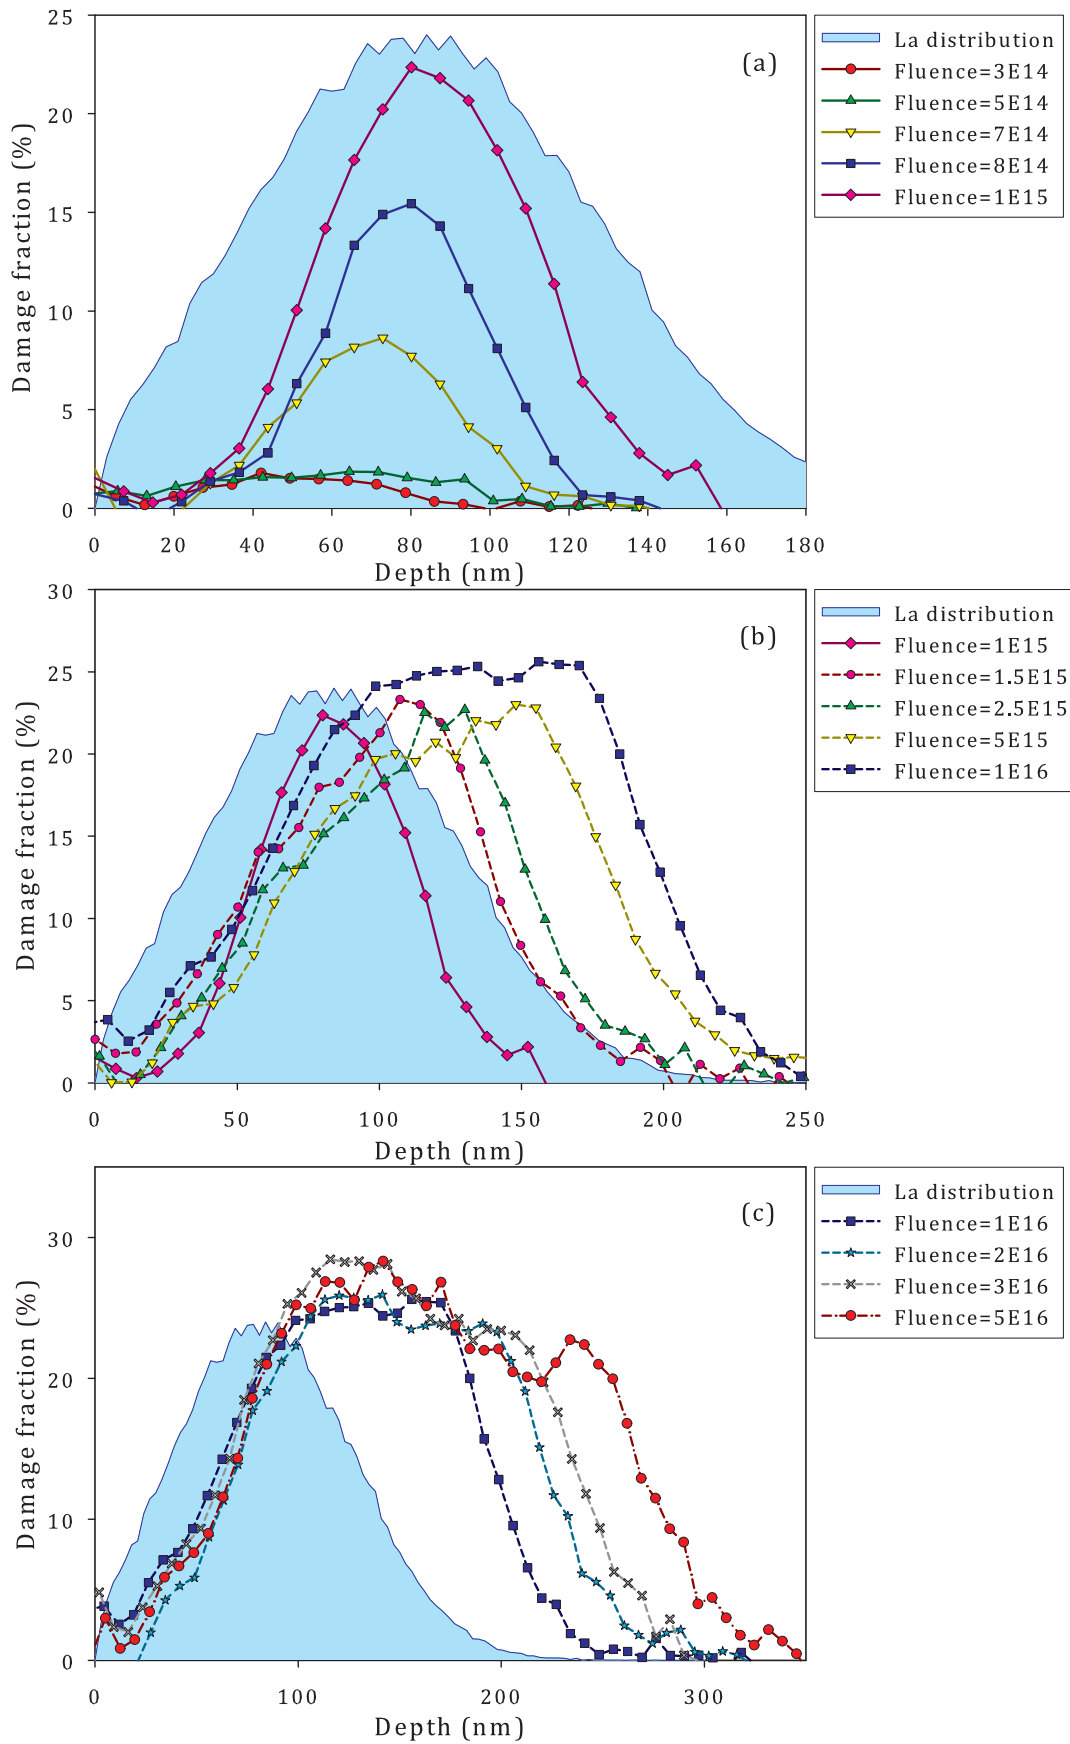 25
20
15
10
5
0
Damage fraction (%)
(a)
La distribution
Fluence=3E14
Fluence=5E14
Fluence=7E14
Fluence=8E14
Fluence=1E15
0 20 40 60 80 100 120 140 160 180
Depth (nm)
30
25
20
15
10
5
0
Damage fraction (%)
(b)
La distribution
Fluence=1E15
Fluence=1.5E15
Fluence=2.5E15
Fluence=5E15
Fluence=1E16
0 50 100 150 200 250
Depth (nm)
30
20
10
0
Damage fraction (%)
(c)
La distribution
Fluence=1E16
Fluence=2E16
Fluence=3E16
Fluence=5E16
0 100 200 300
Depth (nm)